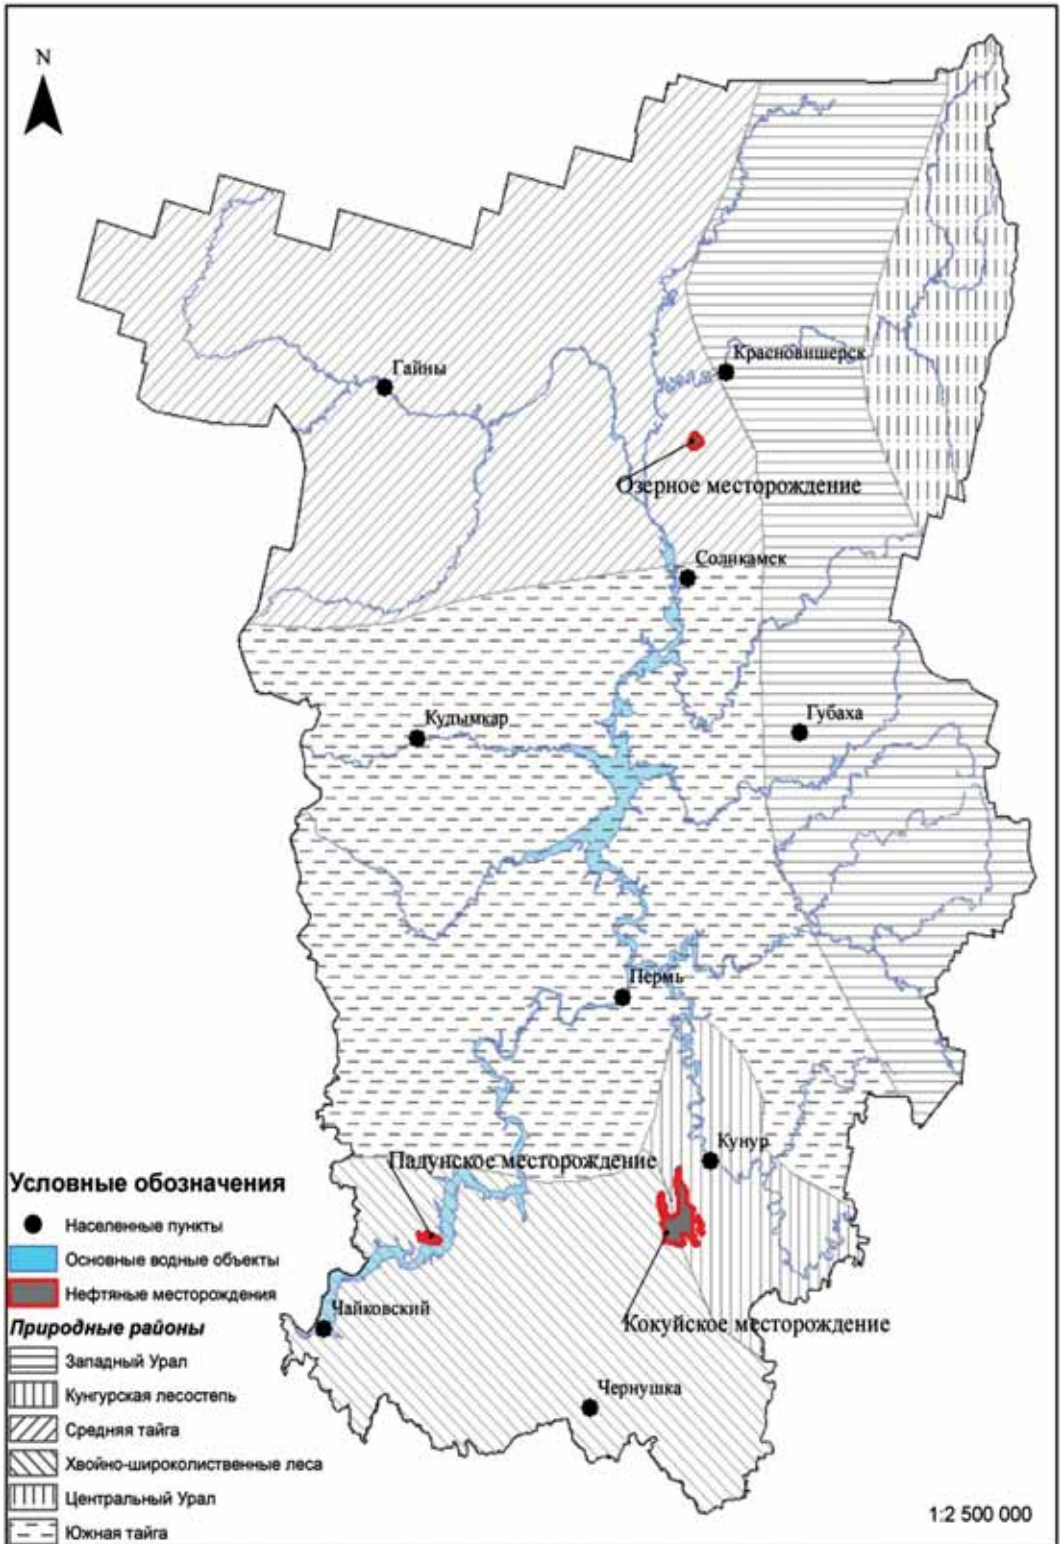 N
Красновишерск
Гайны
Озерное месторождение
Соликамск
Кудымкар
Губаха
Пермь
Кунур
Падунское месторождение
Условные обозначения
Населенные пункты
Основные водные объекты
Нефтяные месторождения
Чайковский
Кокуйское месторождение
Природные районы
Западный Урал
Кунгурская лесостепь
Чернушка
Средняя тайга
Хвойно-широколиственные леса
Центральный Урал
Южная тайга
1:2 500 000